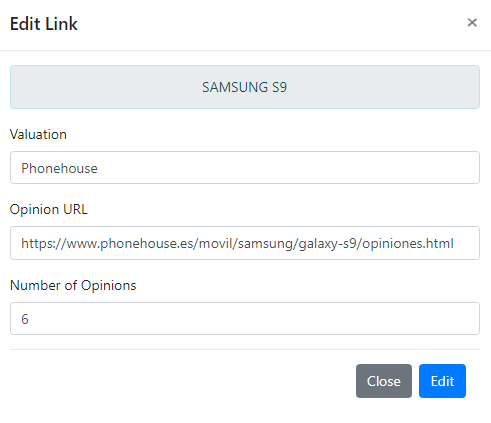 Edit Link
×
SAMSUNG S9
Valuation
Phonehouse
Opinion URL
https://www.phonehouse.es/movil/samsung/galaxy-s9/opiniones.html
Number of Opinions
6
Close Edit